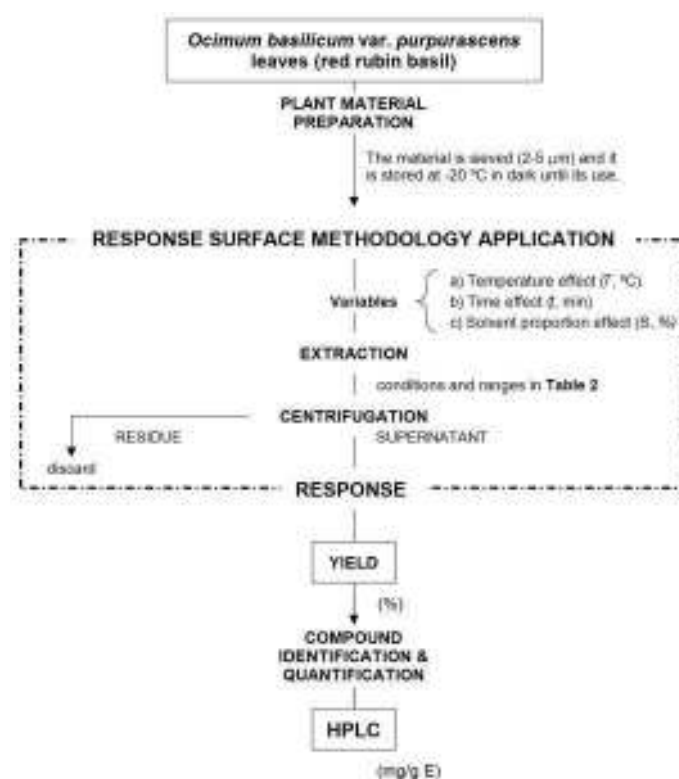 Ocimum basilicum var. purpurascens
leaves (red rubin basil)
PLANT MATERIAL
PREPARATION
The material is sieved (2-5 µm) and it
is stored at -20 ºC in dark until its use.
RESPONSE SURFACE METHODOLOGY APPLICATION
Variables
a) Temperature effect (T, ºC)
b) Time effect (t, min)
c) Solvent proportion effect (S, %)
EXTRACTION
conditions and ranges in Table 2
CENTRIFUGATION
RESIDUE
SUPERNATANT
discard
RESPONSE
YIELD
(%)
COMPOUND
IDENTIFICATION &
QUANTIFICATION
HPLC
(mg/g E)